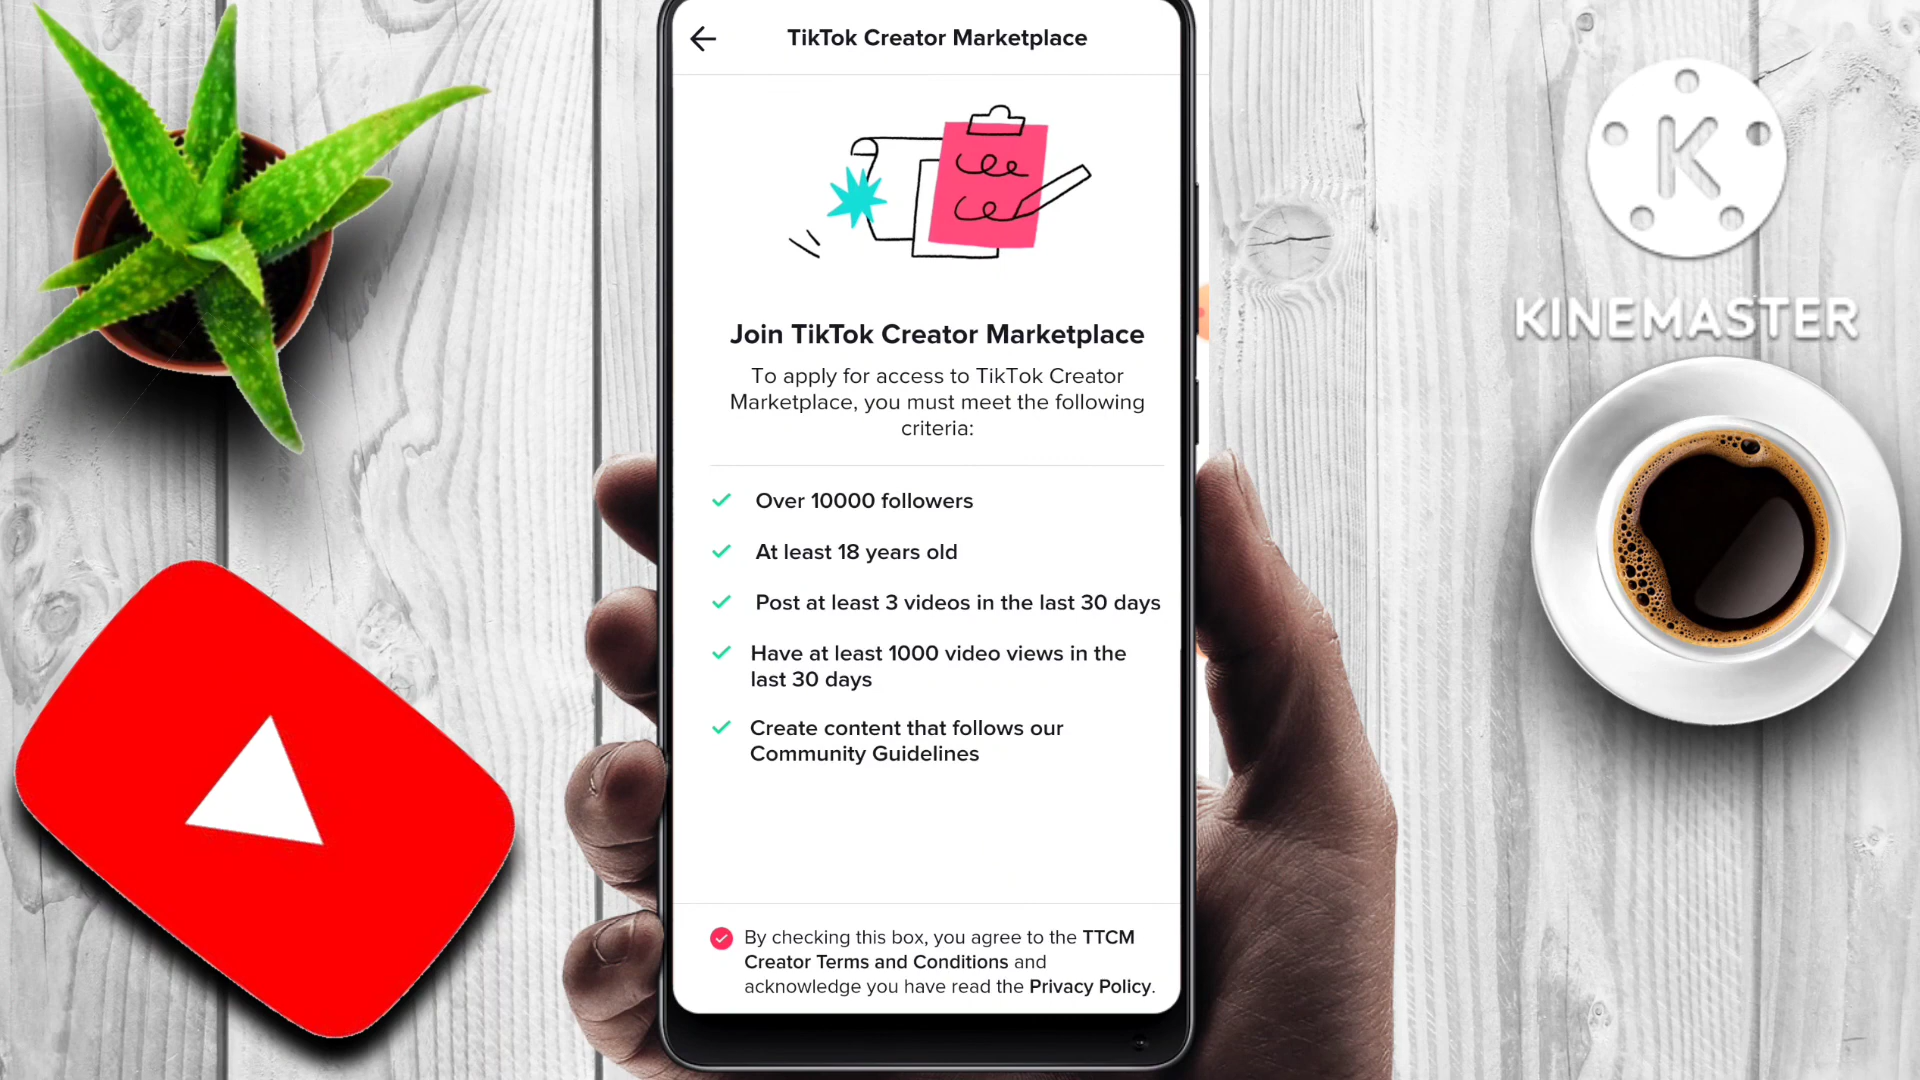 TikTok Creator Marketplace
Join TikTok Creator Marketplace
To apply for access to TikTok Creator
Marketplace, you must meet the following
criteria:
Over 10000 followers
At least 18 years old
Post at least 3 videos in the last 30 days
Have at least 1000 video views in the
last 30 days
Create content that follows our
Community Guidelines
By checking this box, you agree to the TTCM
Creator Terms and Conditions and
acknowledge you have read the Privacy Policy.
K
KINEMASTER